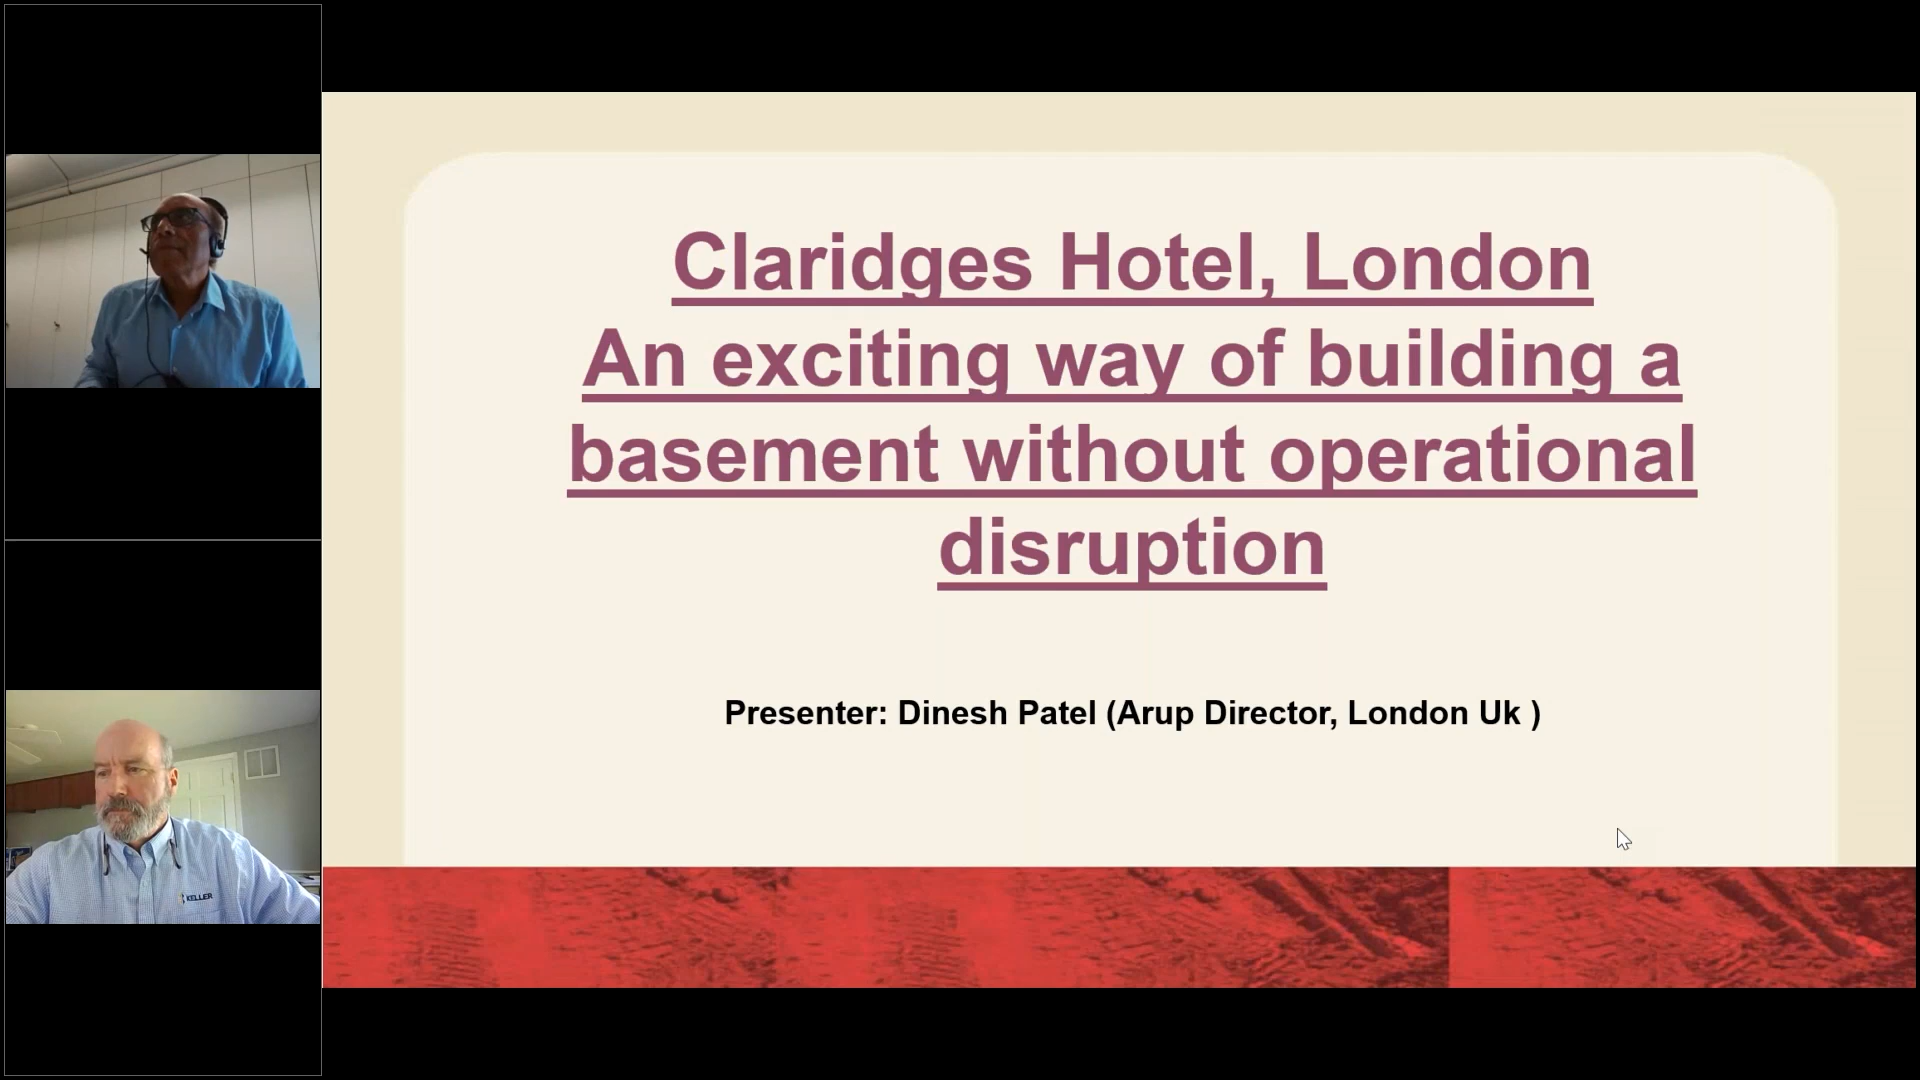 Claridges Hotel, London
An exciting way of building a
basement without operational
disruption
Presenter: Dinesh Patel (Arup Director, London Uk )
KELLER